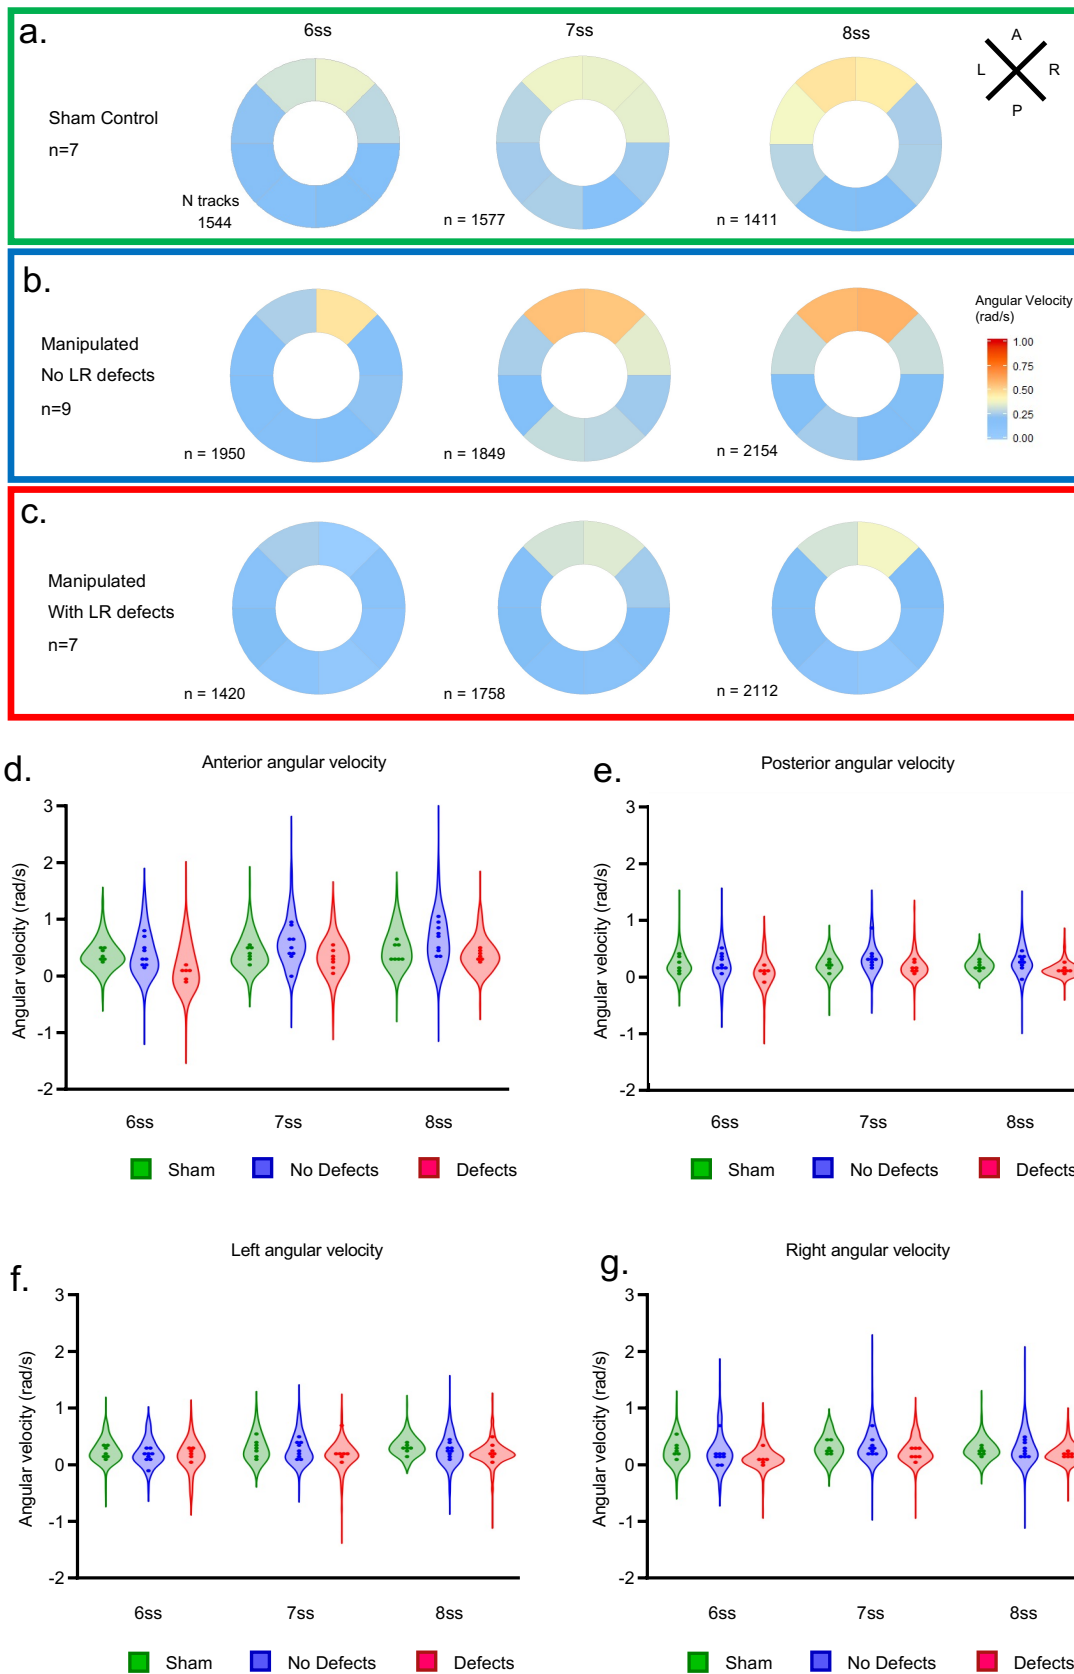 a.
6ss
7ss
8ss
A
L
R
P
Sham Control
n=7
N tracks
1544
n = 1577
n = 1411
b.
Manipulated
No LR defects
n=9
n = 1950
n = 1849
n = 2154
Angular Velocity
(rad/s)
1.00
0.75
0.50
0.25
0.00
c.
Manipulated
With LR defects
n=7
n = 1420
n = 1758
n = 2112
d.
Anterior angular velocity
Angular velocity (rad/s)
3
2
1
0
-1
-2
6ss
7ss
8ss
Sham
No Defects
Defects
e.
Posterior angular velocity
Angular velocity (rad/s)
3
2
1
0
-1
-2
6ss
7ss
8ss
Sham
No Defects
Defects
f.
Left angular velocity
Angular velocity (rad/s)
3
2
1
0
-1
-2
6ss
7ss
8ss
Sham
No Defects
Defects
g.
Right angular velocity
Angular velocity (rad/s)
3
2
1
0
-1
-2
6ss
7ss
8ss
Sham
No Defects
Defects